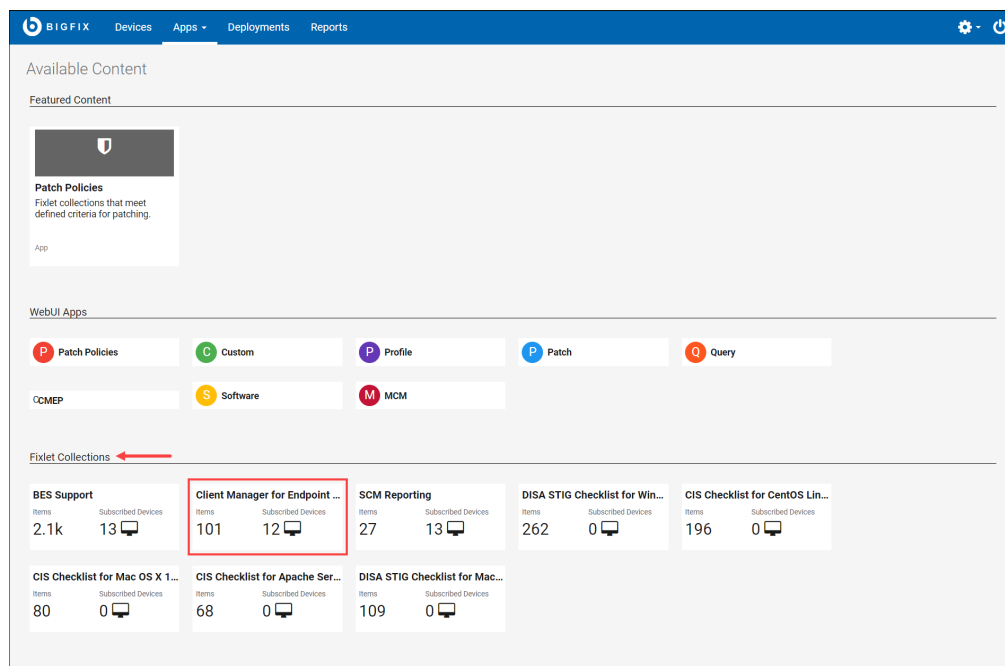 BIGFIX Devices Apps Deployments Reports
Available Content
Featured Content
Patch Policies
Fixlet collections that meet
defined criteria for patching.
App
WebUI Apps
P Patch Policies C Custom P Profile P Patch Q Query
CCMEP S Software M MCM
Fixlet Collections
BES Support Client Manager for Endpoint ... SCM Reporting DISA STIG Checklist for Win... CIS Checklist for CentOS Lin...
Items Subscribed Devices Items Subscribed Devices Items Subscribed Devices Items Subscribed Devices Items Subscribed Devices
2.1k 13 101 12 27 13 262 0 196 0
CIS Checklist for Mac OS X 1... CIS Checklist for Apache Ser... DISA STIG Checklist for Mac...
Items Subscribed Devices Items Subscribed Devices Items Subscribed Devices
80 0 68 0 109 0